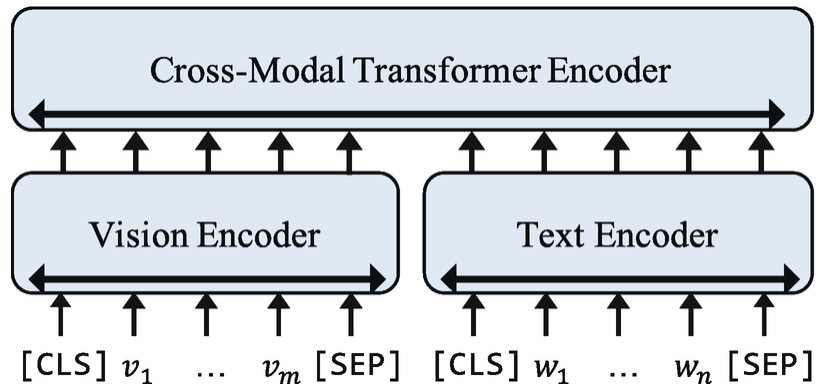 Cross-Modal Transformer Encoder
Vision Encoder
Text Encoder
[CLS] v₁ ... vₘ [SEP] [CLS] w₁ ... wₙ [SEP]